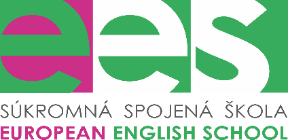 ees
SÚKROMNÁ SPOJENÁ ŠKOLA
EUROPEAN ENGLISH SCHOOL